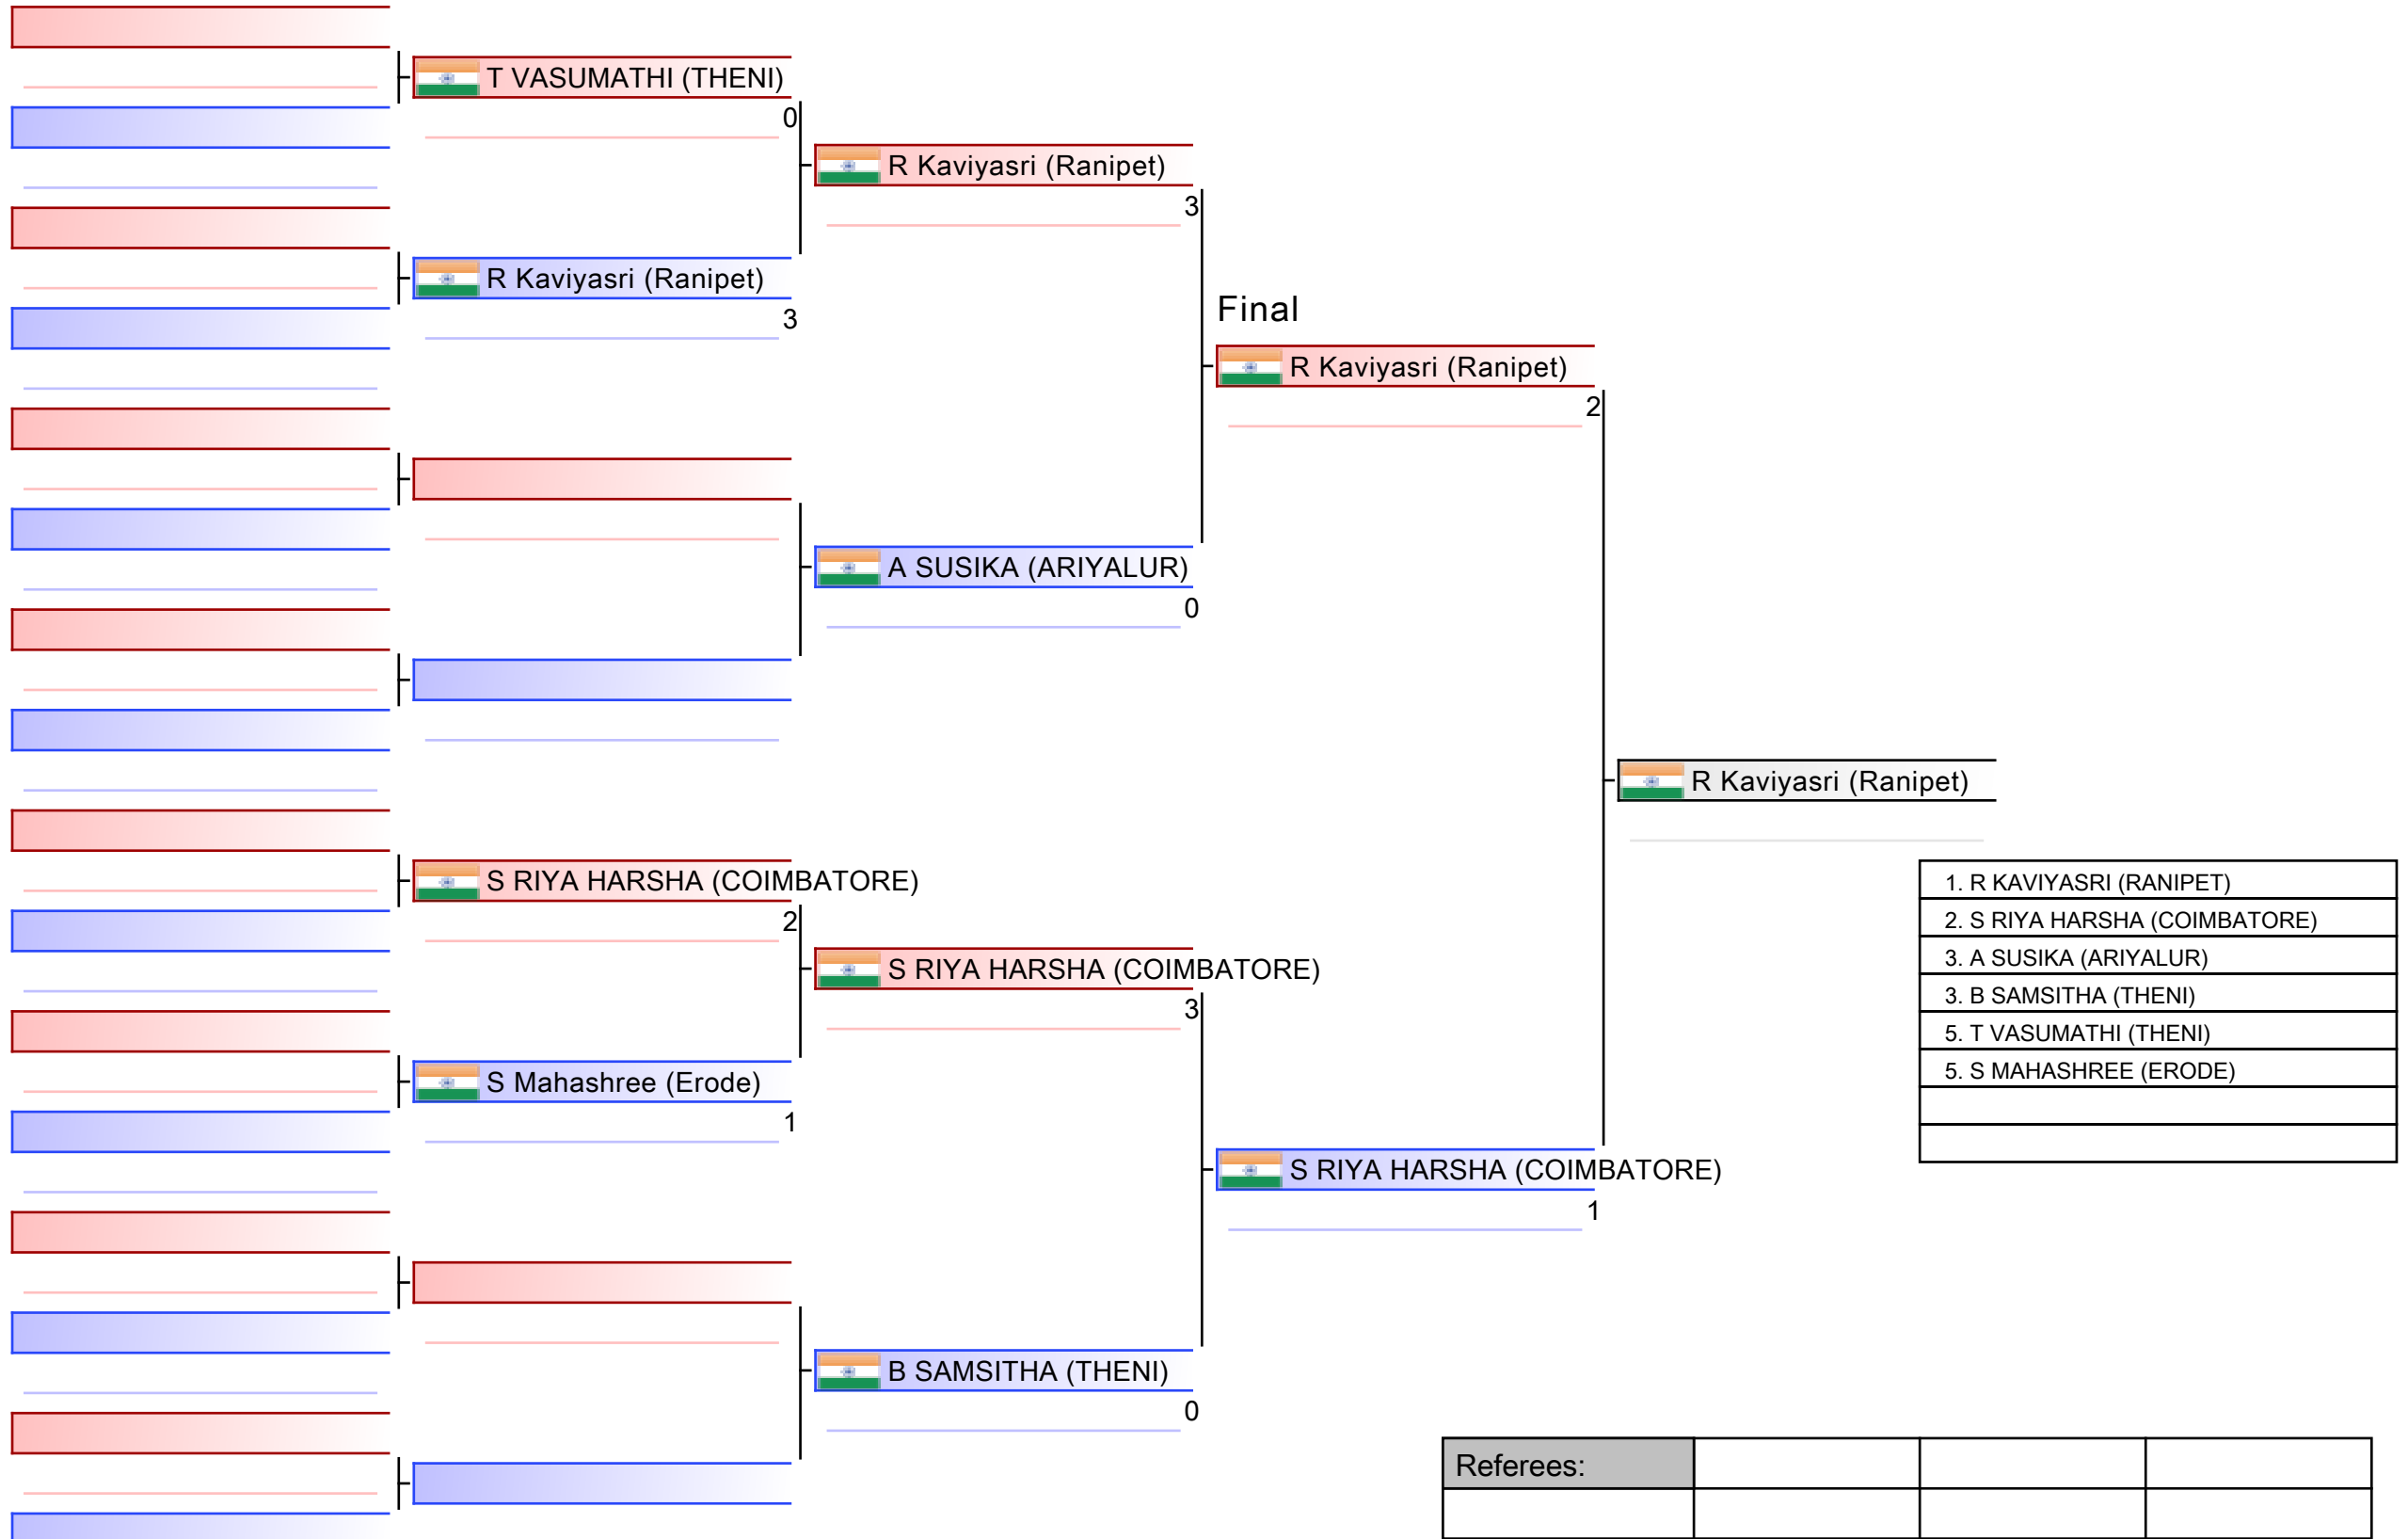 T VASUMATHI (THENI)
0
R Kaviyasri (Ranipet)
3
R Kaviyasri (Ranipet)
3
Final
R Kaviyasri (Ranipet)
2
A SUSIKA (ARIYALUR)
0
R Kaviyasri (Ranipet)
S RIYA HARSHA (COIMBATORE)
2
S RIYA HARSHA (COIMBATORE)
3
S Mahashree (Erode)
1
S RIYA HARSHA (COIMBATORE)
1
B SAMSITHA (THENI)
0
1. R KAVIYASRI (RANIPET)
2. S RIYA HARSHA (COIMBATORE)
3. A SUSIKA (ARIYALUR)
3. B SAMSITHA (THENI)
5. T VASUMATHI (THENI)
5. S MAHASHREE (ERODE)
Referees: